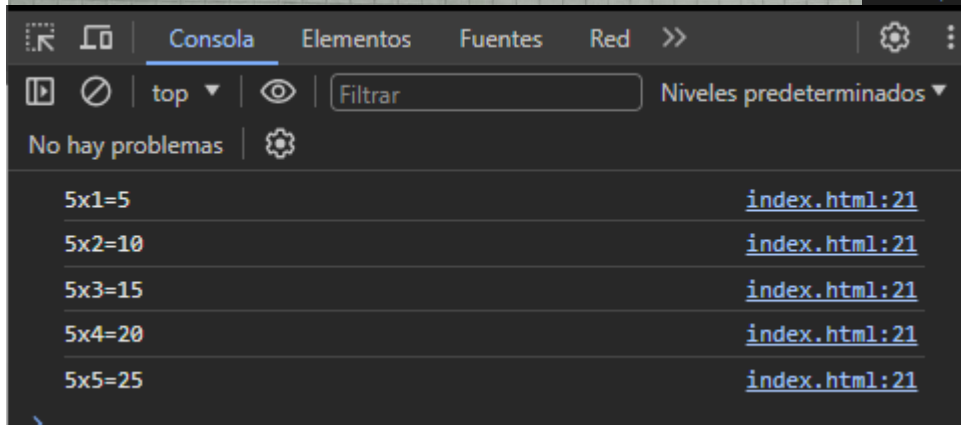 Consola Elementos Fuentes Red
top Filtrar Niveles predeterminados
No hay problemas
5x1=5 index.html:21
5x2=10 index.html:21
5x3=15 index.html:21
5x4=20 index.html:21
5x5=25 index.html:21